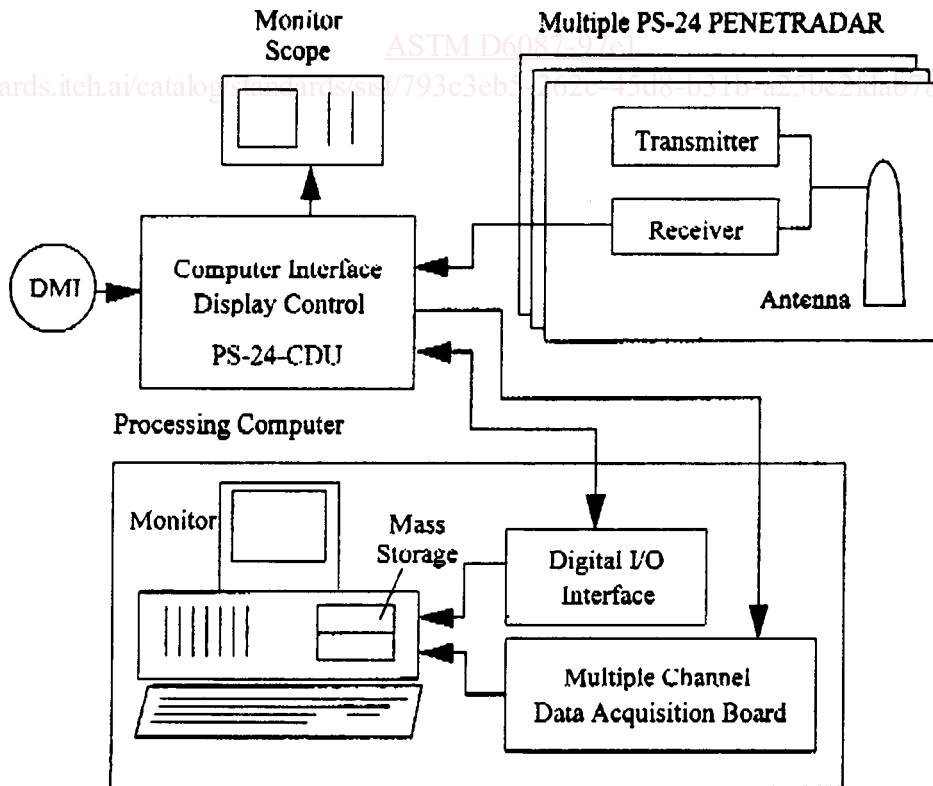 Monitor
Scope
Multiple PS-24 PENETRADAR
ASTM D6087-97e1
Transmitter
Receiver
Antenna
DMI
Computer Interface
Display Control
PS-24-CDU
Processing Computer
Monitor
Mass
Storage
Digital I/O
Interface
Multiple Channel
Data Acquisition Board